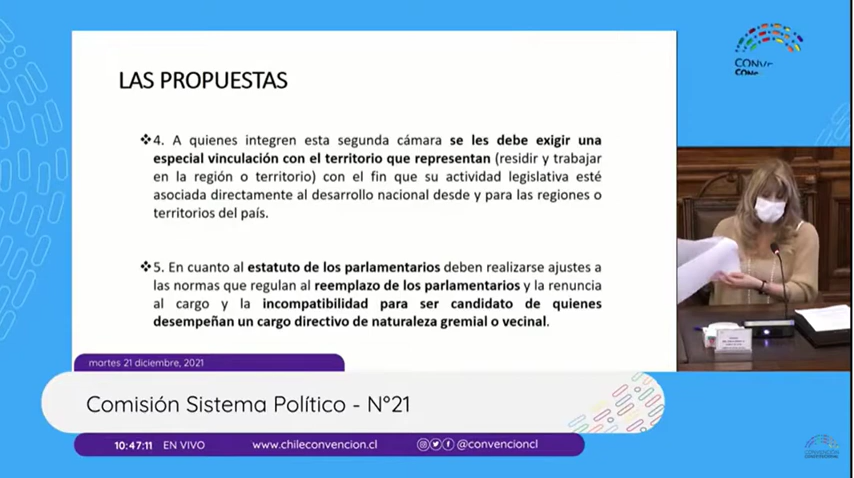 LAS PROPUESTAS
❖4. A quienes integren esta segunda cámara se les debe exigir una
especial vinculación con el territorio que representan (residir y trabajar
en la región o territorio) con el fin que su actividad legislativa esté
asociada directamente al desarrollo nacional desde y para las regiones o
territorios del país.
❖5. En cuanto al estatuto de los parlamentarios deben realizarse ajustes a
las normas que regulan al reemplazo de los parlamentarios y la renuncia
al cargo y la incompatibilidad para ser candidato de quienes
desempeñan un cargo directivo de naturaleza gremial o vecinal.
martes 21 diciembre, 2021
Comisión Sistema Político - N°21
10:47:11 EN VIVO www.chileconvencion.cl @convencioncl